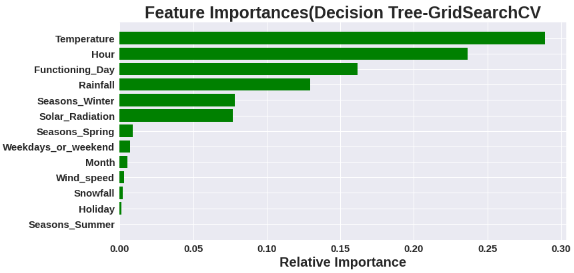 Feature Importances(Decision Tree-GridSearchCV
Temperature
Hour
Functioning_Day
Rainfall
Seasons_Winter
Solar_Radiation
Seasons_Spring
Weekdays_or_weekend
Month
Wind_speed
Snowfall
Holiday
Seasons_Summer
0.00 0.05 0.10 0.15 0.20 0.25 0.30
Relative Importance